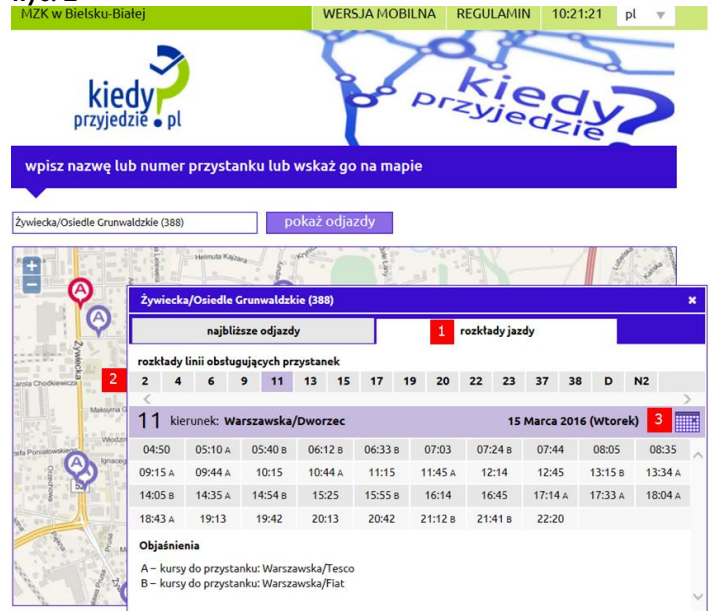 MZK w Bielsku-Białej WERSJA MOBILNA REGULAMIN 10:21:21 pl
kiedy
przyjedzie.pl
kiedy
przyjedzie?
wpisz nazwę lub numer przystanku lub wskaż go na mapie
Żywiecka/Osiedle Grunwaldzkie (388) pokaż odjazdy
Helmuta Kajzara
Żywiecka/Osiedle Grunwaldzkie (388) ×
najbliższe odjazdy 1 rozkłady jazdy
rozkłady linii obsługujących przystanek
2
2 4 6 9 11 13 15 17 19 20 22 23 37 38 D N2
11 kierunek: Warszawska/Dworzec 15 Marca 2016 (Wtorek) 3
04:50 05:10 A 05:40 B 06:12 B 06:33 B 07:03 07:24 B 07:44 08:05 08:35
09:15 A 09:44 A 10:15 10:44 A 11:15 11:45 A 12:14 12:45 13:15 B 13:34 A
14:05 B 14:35 A 14:54 B 15:25 15:55 B 16:14 16:45 17:14 A 17:33 A 18:04 A
18:43 A 19:13 19:42 20:13 20:42 21:12 B 21:41 B 22:20
Objaśnienia
A – kursy do przystanku: Warszawska/Tesco
B – kursy do przystanku: Warszawska/Fiat
Żywiecka
A
A
A
52